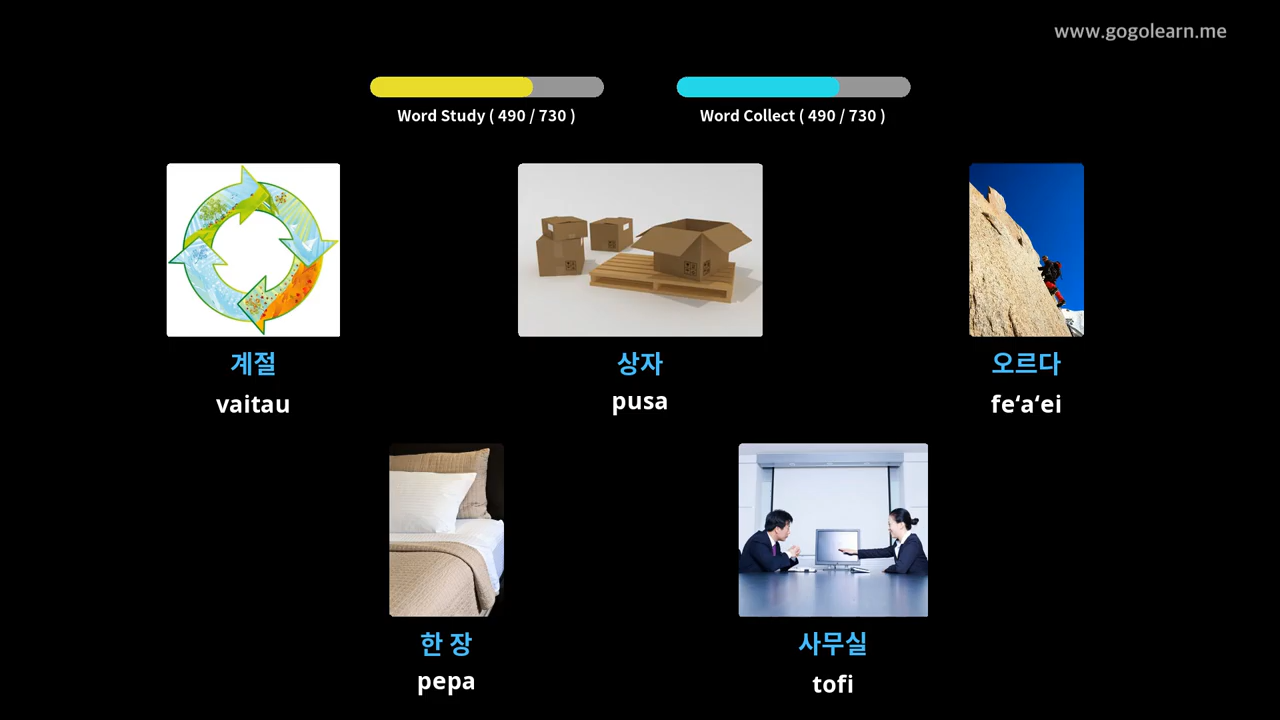 www.gogolearn.me
Word Study ( 490 / 730 )
Word Collect ( 490 / 730 )
계절
vaitau
상자
pusa
오르다
fe‘a‘ei
한 장
pepa
사무실
tofi